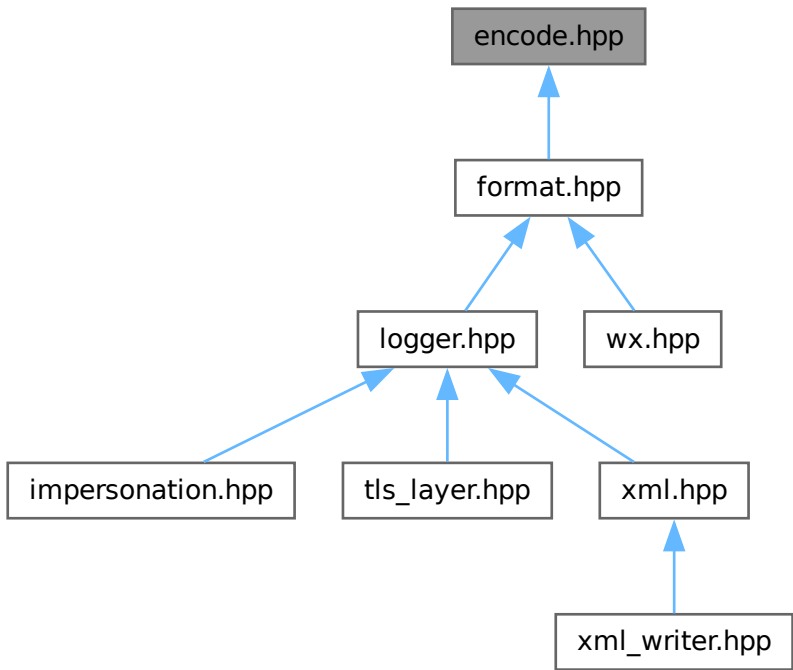 encode.hpp
format.hpp
logger.hpp
wx.hpp
impersonation.hpp
tls_layer.hpp
xml.hpp
xml_writer.hpp